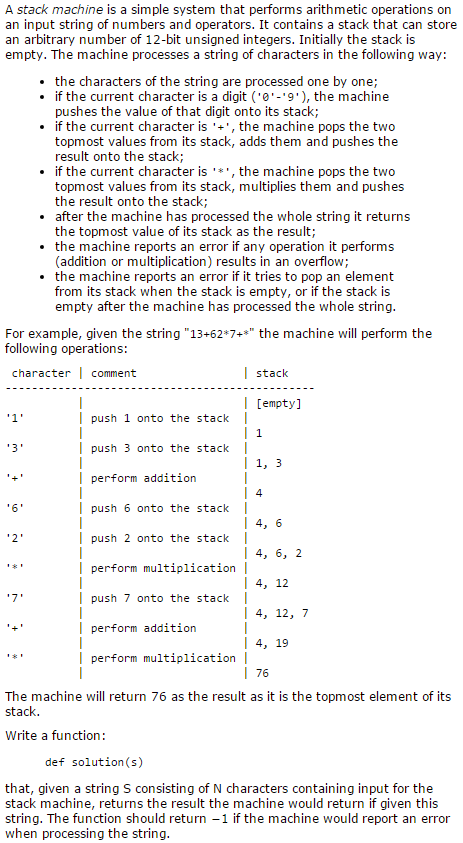 A stack machine is a simple system that performs arithmetic operations on
an input string of numbers and operators. It contains a stack that can store
an arbitrary number of 12-bit unsigned integers. Initially the stack is
empty. The machine processes a string of characters in the following way:
• the characters of the string are processed one by one;
• if the current character is a digit ('0'-'9'), the machine
pushes the value of that digit onto its stack;
• if the current character is '+', the machine pops the two
topmost values from its stack, adds them and pushes the
result onto the stack;
• if the current character is '*', the machine pops the two
topmost values from its stack, multiplies them and pushes
the result onto the stack;
• after the machine has processed the whole string it returns
the topmost value of its stack as the result;
• the machine reports an error if any operation it performs
(addition or multiplication) results in an overflow;
• the machine reports an error if it tries to pop an element
from its stack when the stack is empty, or if the stack is
empty after the machine has processed the whole string.
For example, given the string "13+62*7+*" the machine will perform the
following operations:
character | comment | stack
---------------------------------------
| | [empty]
'1' | push 1 onto the stack |
| | 1
'3' | push 3 onto the stack |
| | 1, 3
'+' | perform addition |
| | 4
'6' | push 6 onto the stack |
| | 4, 6
'2' | push 2 onto the stack |
| | 4, 6, 2
'*' | perform multiplication |
| | 4, 12
'7' | push 7 onto the stack |
| | 4, 12, 7
'+' | perform addition |
| | 4, 19
'*' | perform multiplication |
| | 76
The machine will return 76 as the result as it is the topmost element of its
stack.
Write a function:
def solution(s)
that, given a string S consisting of N characters containing input for the
stack machine, returns the result the machine would return if given this
string. The function should return −1 if the machine would report an error
when processing the string.